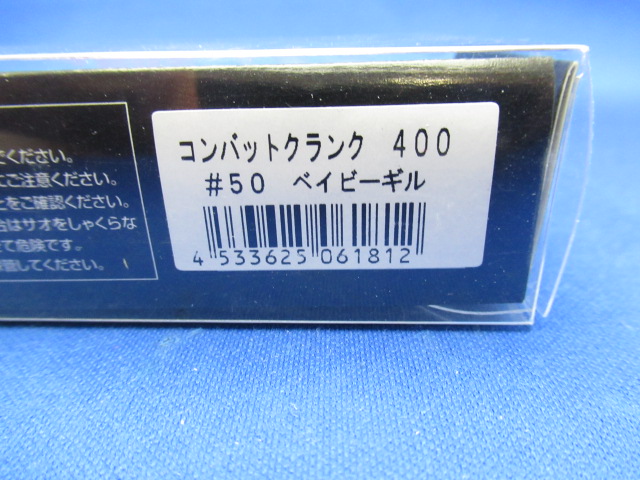 ください。
ご注意ください。
をご確認ください。
はサオをしゃくらな
て危険です。
してください。
コンバットクランク 400
#50 ベイビーギル
4 533625 061812